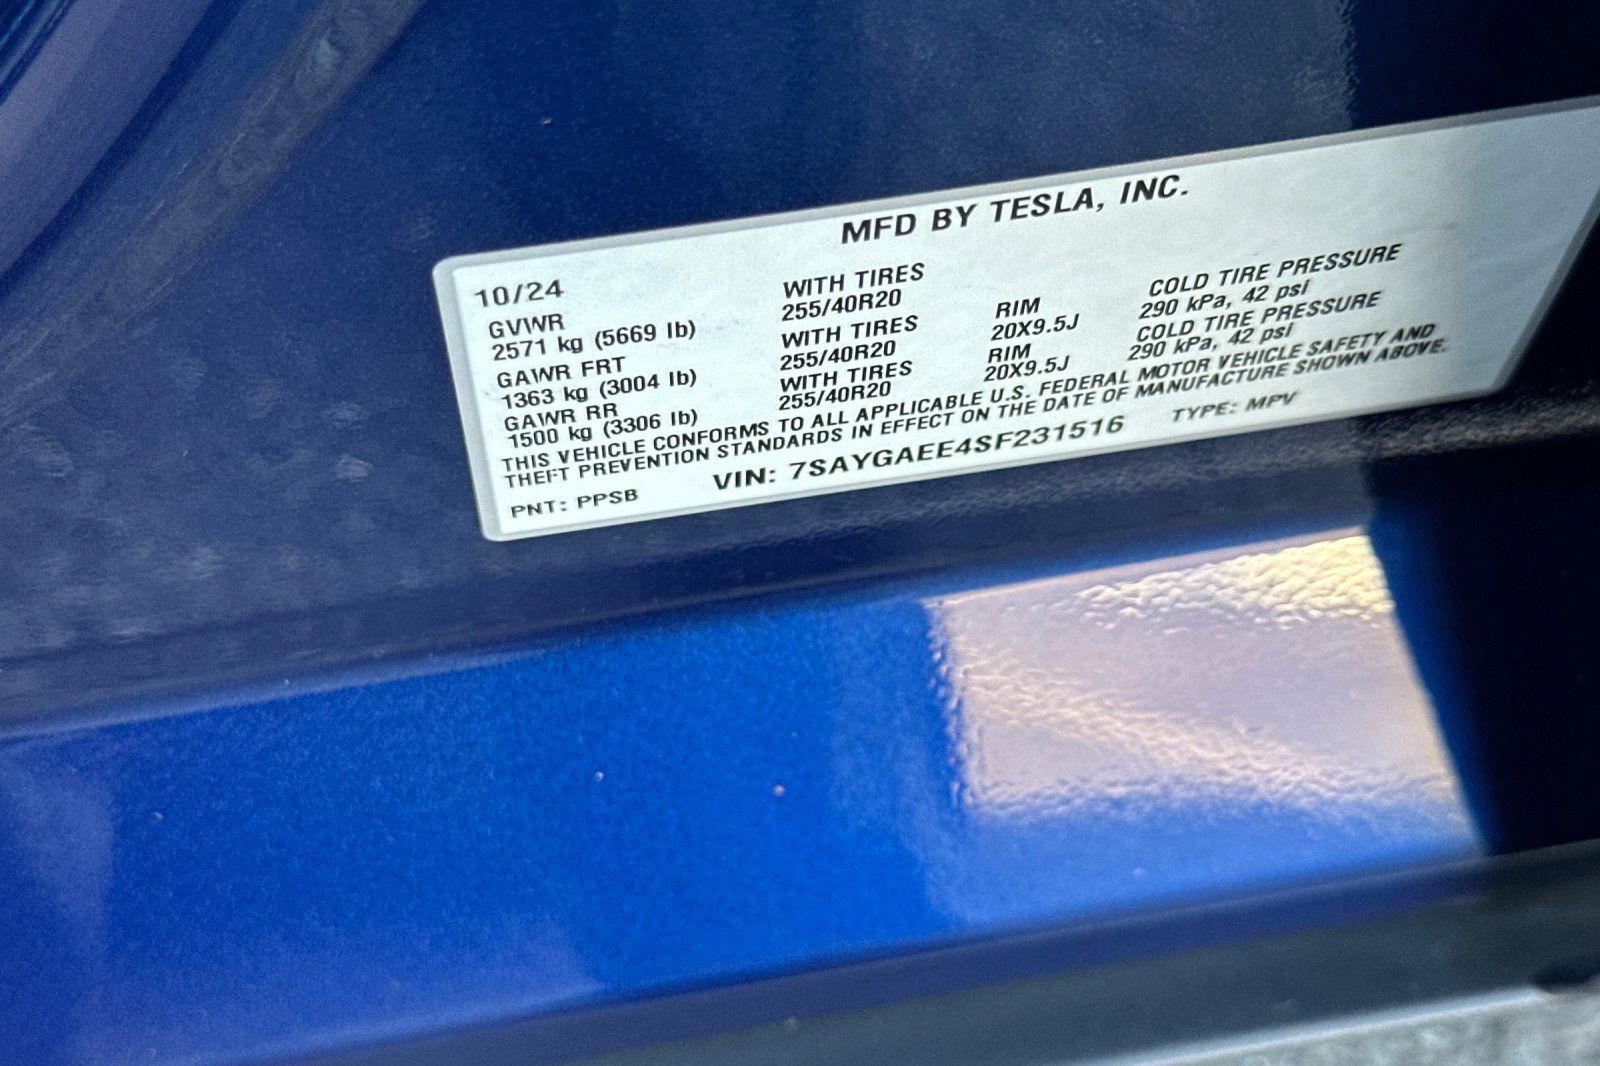 MFD BY TESLA, INC.
10/24
GVWR WITH TIRES
2571 kg (5669 lb) 255/40R20 RIM COLD TIRE PRESSURE
GAWR FRT WITH TIRES 20X9.5J 290 kPa, 42 psi
1363 kg (3004 lb) 255/40R20 RIM COLD TIRE PRESSURE
GAWR RR WITH TIRES 20X9.5J 290 kPa, 42 psi
1500 kg (3306 lb) 255/40R20
THIS VEHICLE CONFORMS TO ALL APPLICABLE U.S. FEDERAL MOTOR VEHICLE SAFETY AND
THEFT PREVENTION STANDARDS IN EFFECT ON THE DATE OF MANUFACTURE SHOWN ABOVE.
PNT: PPSB VIN: 7SAYGAEE4SF231516 TYPE: MPV